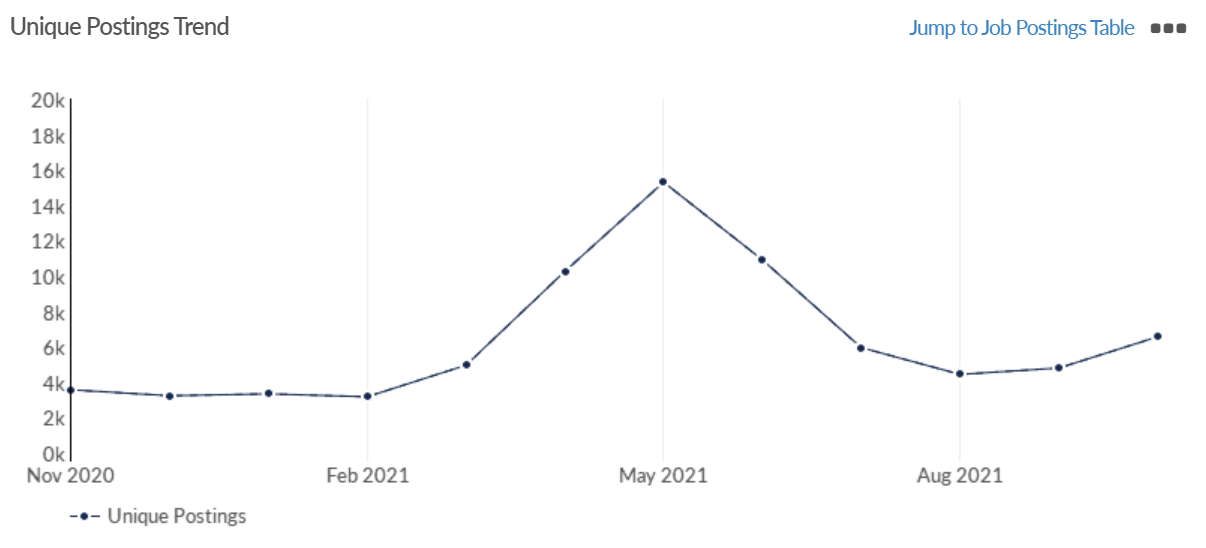 Unique Postings Trend
Jump to Job Postings Table
20k
18k
16k
14k
12k
10k
8k
6k
4k
2k
0k
Nov 2020 Feb 2021 May 2021 Aug 2021
Unique Postings